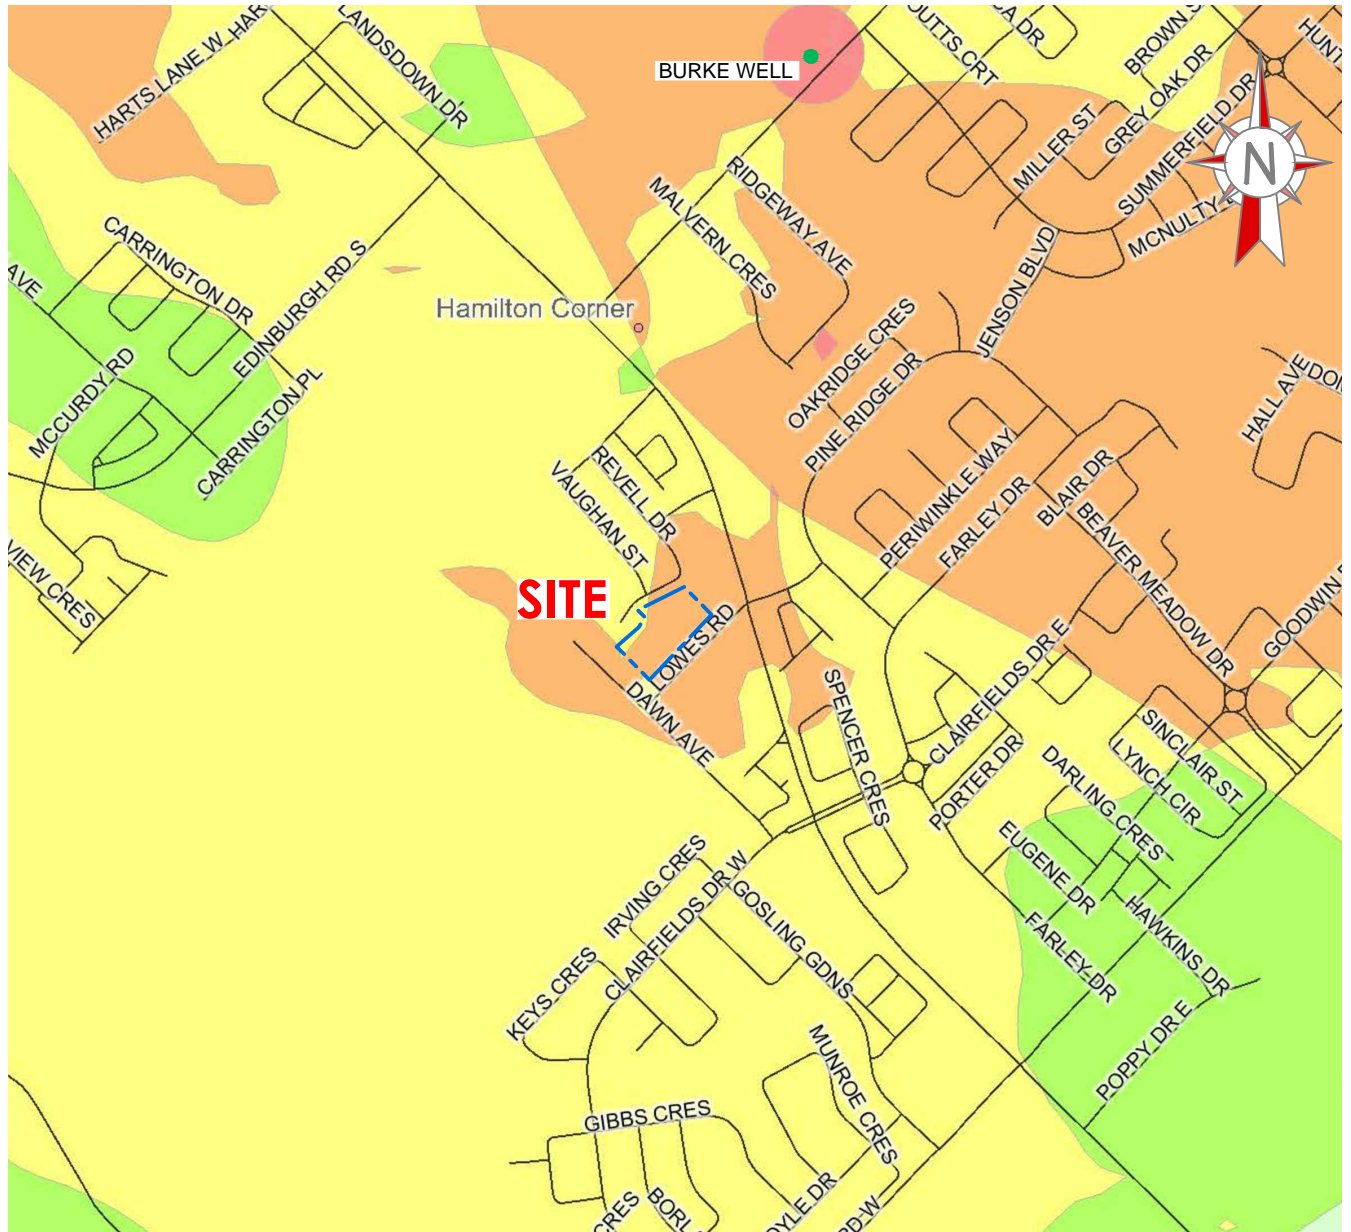 HARTS LANE W
LANDSDOWN DR
BURKE WELL
BROWN
HUNT
GREY OAK DR
MILLER ST
SUMMERFIELD DR
MCNULTY
N
RIDGEWAY AVE
MALVERN CRES
JENSON BLVD
CARRINGTON DR
EDINBURGH RD S
AVE
Hamilton Corner
OAKRIDGE CRES
PINE RIDGE DR
HALL AVE
MCCURDY RD
CARRINGTON PL
REVELL DR
VAUGHAN ST
PERIWINKLE WAY
FARLEY DR
BLAIR DR
BEAVER MEADOW DR
GOODWIN
VIEW CRES
SITE
LOWES RD
DAWN AVE
SPENCER CRES
CLAIRFIELDS DR E
SINCLAIR ST
LYNCH CIR
PORTER DR
DARLING CRES
EUGENE DR
FARLEY DR
HAWKINS DR
POPPY DR E
IRVING CRES
CLAIRFIELDS DR W
GOSLING GDNS
KEYS CRES
MUNROE CRES
GIBBS CRES
CRES